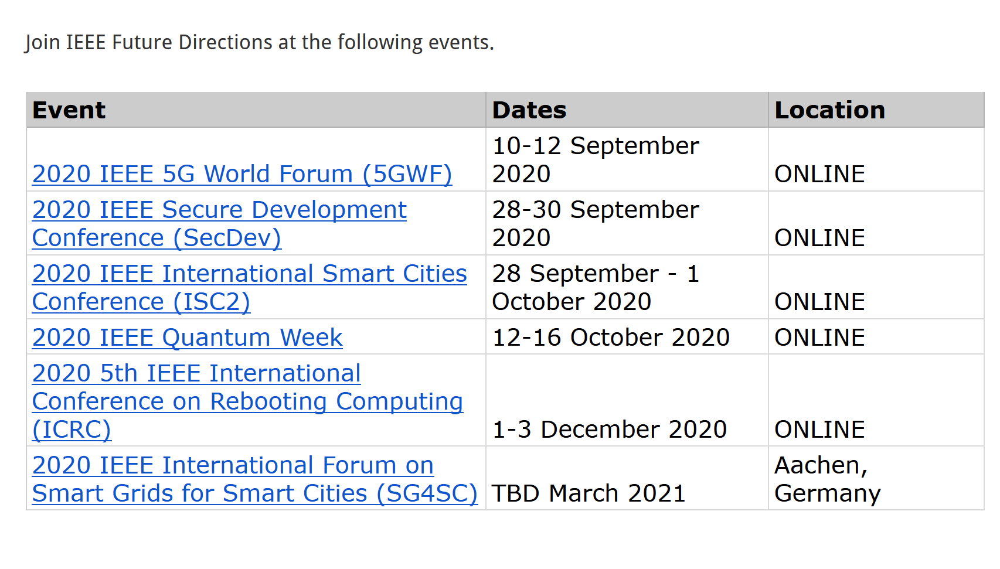 Join IEEE Future Directions at the following events.
Event Dates Location
2020 IEEE 5G World Forum (5GWF)
10-12 September
2020
ONLINE
2020 IEEE Secure Development
Conference (SecDev)
28-30 September
2020
ONLINE
2020 IEEE International Smart Cities
Conference (ISC2)
28 September - 1
October 2020
ONLINE
2020 IEEE Quantum Week
12-16 October 2020
ONLINE
2020 5th IEEE International
Conference on Rebooting Computing
(ICRC)
1-3 December 2020
ONLINE
2020 IEEE International Forum on
Smart Grids for Smart Cities (SG4SC)
TBD March 2021
Aachen,
Germany